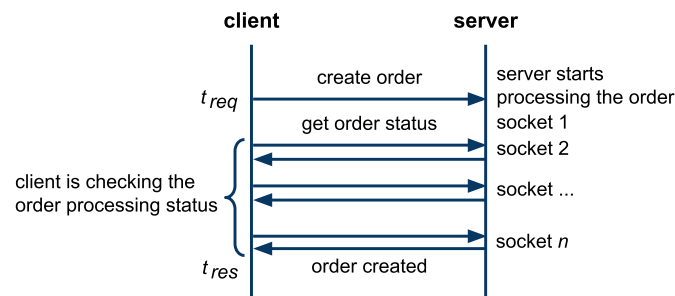 client
server
create order
server starts
processing the order
t req
get order status
socket 1
socket 2
client is checking the
order processing status
socket ...
socket n
t res
order created